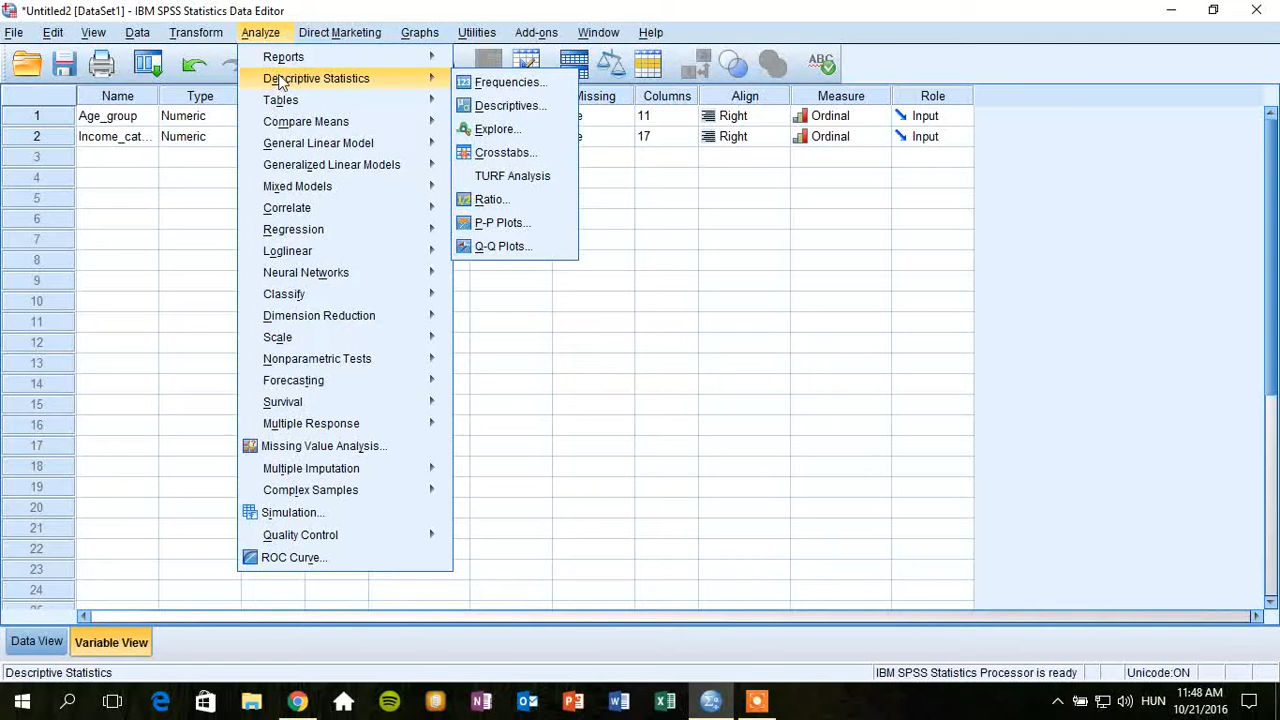 *Untitled2 [DataSet1] - IBM SPSS Statistics Data Editor
File Edit View Data Transform Analyze Direct Marketing Graphs Utilities Add-ons Window Help
ABC
Name Type Missing Columns Align Measure Role
1 Age_group Numeric 11 Right Ordinal Input
2 Income_cat... Numeric 17 Right Ordinal Input
3
4
5
6
7
8
9
10
11
12
13
14
15
16
17
18
19
20
21
22
23
24
Reports
Descriptive Statistics
Tables
Compare Means
General Linear Model
Generalized Linear Models
Mixed Models
Correlate
Regression
Loglinear
Neural Networks
Classify
Dimension Reduction
Scale
Nonparametric Tests
Forecasting
Survival
Multiple Response
Missing Value Analysis...
Multiple Imputation
Complex Samples
Simulation...
Quality Control
ROC Curve...
Frequencies...
Descriptives...
Explore...
Crosstabs...
TURF Analysis
Ratio...
P-P Plots...
Q-Q Plots...
Data View Variable View
Descriptive Statistics IBM SPSS Statistics Processor is ready Unicode:ON
HUN 11:48 AM
10/21/2016